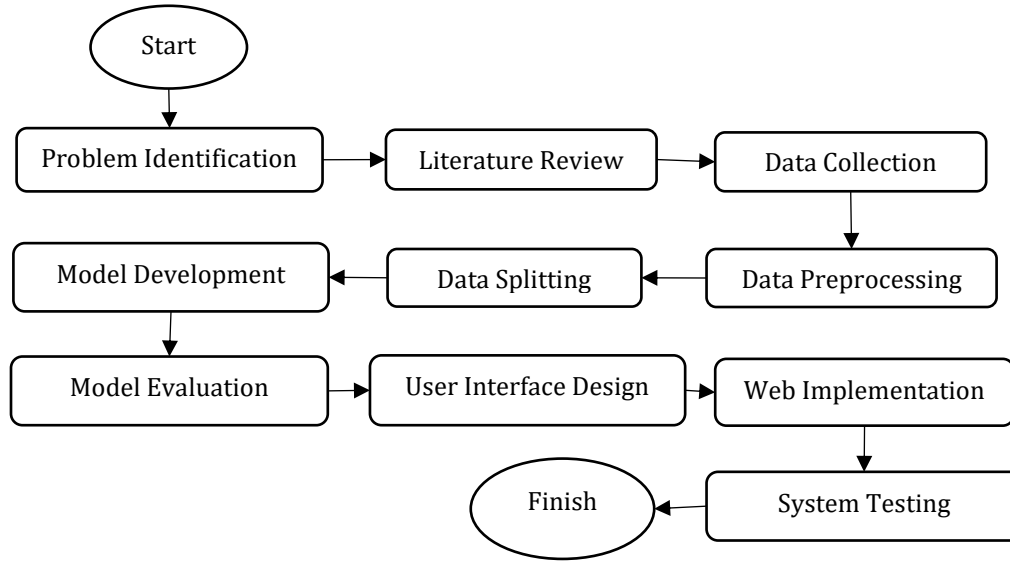 Start
Problem Identification
Literature Review
Data Collection
Data Preprocessing
Data Splitting
Model Development
Model Evaluation
User Interface Design
Web Implementation
System Testing
Finish